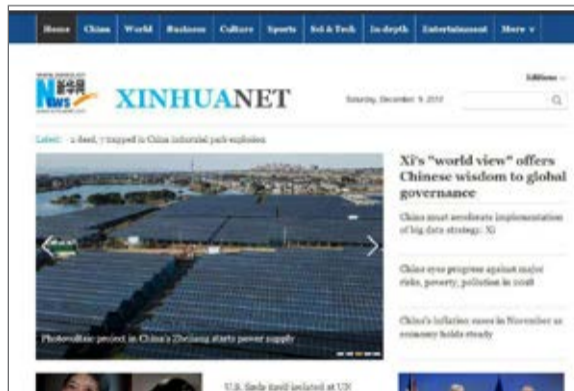 Home China World Business Culture Sports Sci & Tech In-depth Entertainment More
Editions
新华网
NEWS
XINHUANET
Saturday, December 9, 2017
Latest: 2 dead, 7 trapped in China industrial park explosion
Photovoltaic project in China's Zhejiang starts power supply
Xi's "world view" offers
Chinese wisdom to global
governance
China must accelerate implementation
of big data strategy: Xi
China eyes progress against major
risks, poverty, pollution in 2018
China's inflation eases in November as
economy holds steady
U.S. finds itself isolated at UN